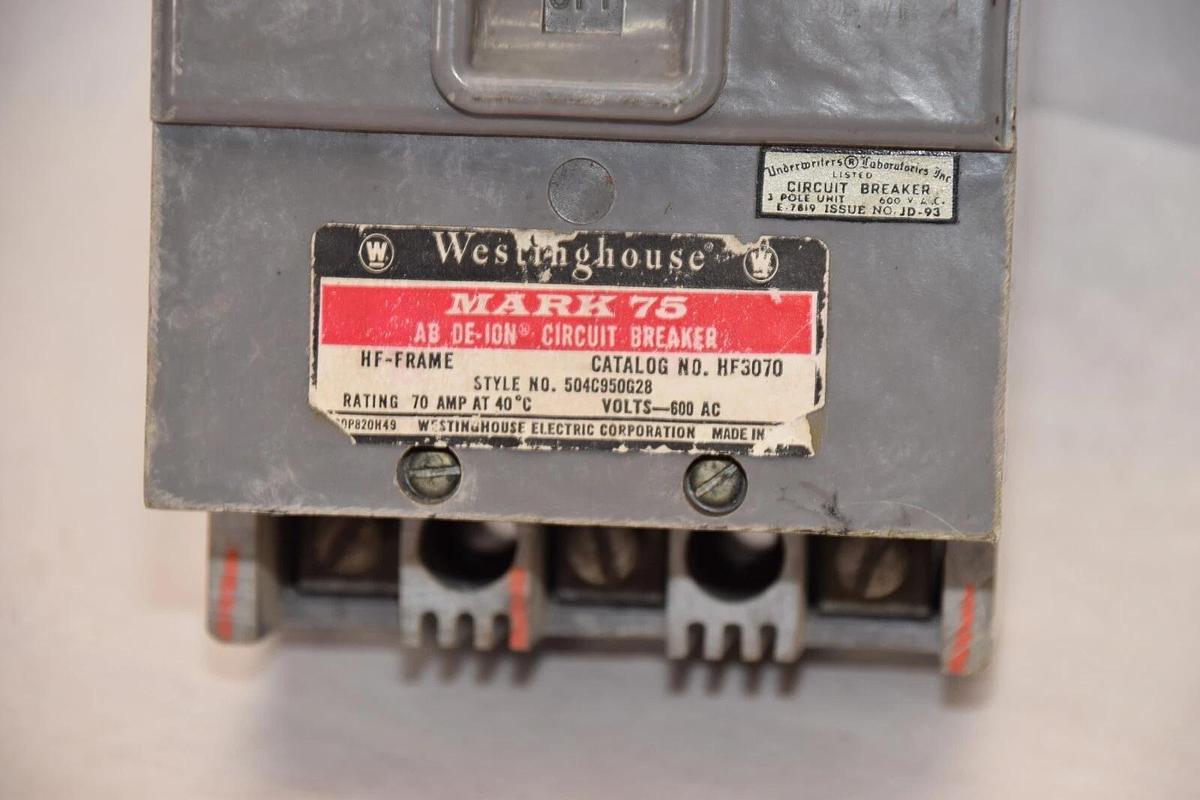 OFF
Underwriters ® Laboratories Inc
LISTED
CIRCUIT BREAKER
3 POLE UNIT 600 V A.C.
E-7819 ISSUE NO. JD-93
W Westinghouse® W
MARK 75
AB DE-ION® CIRCUIT BREAKER
HF-FRAME CATALOG NO. HF3070
STYLE NO. 504C950G28
RATING 70 AMP AT 40°C VOLTS—600 AC
0P820H49 WESTINGHOUSE ELECTRIC CORPORATION MADE IN